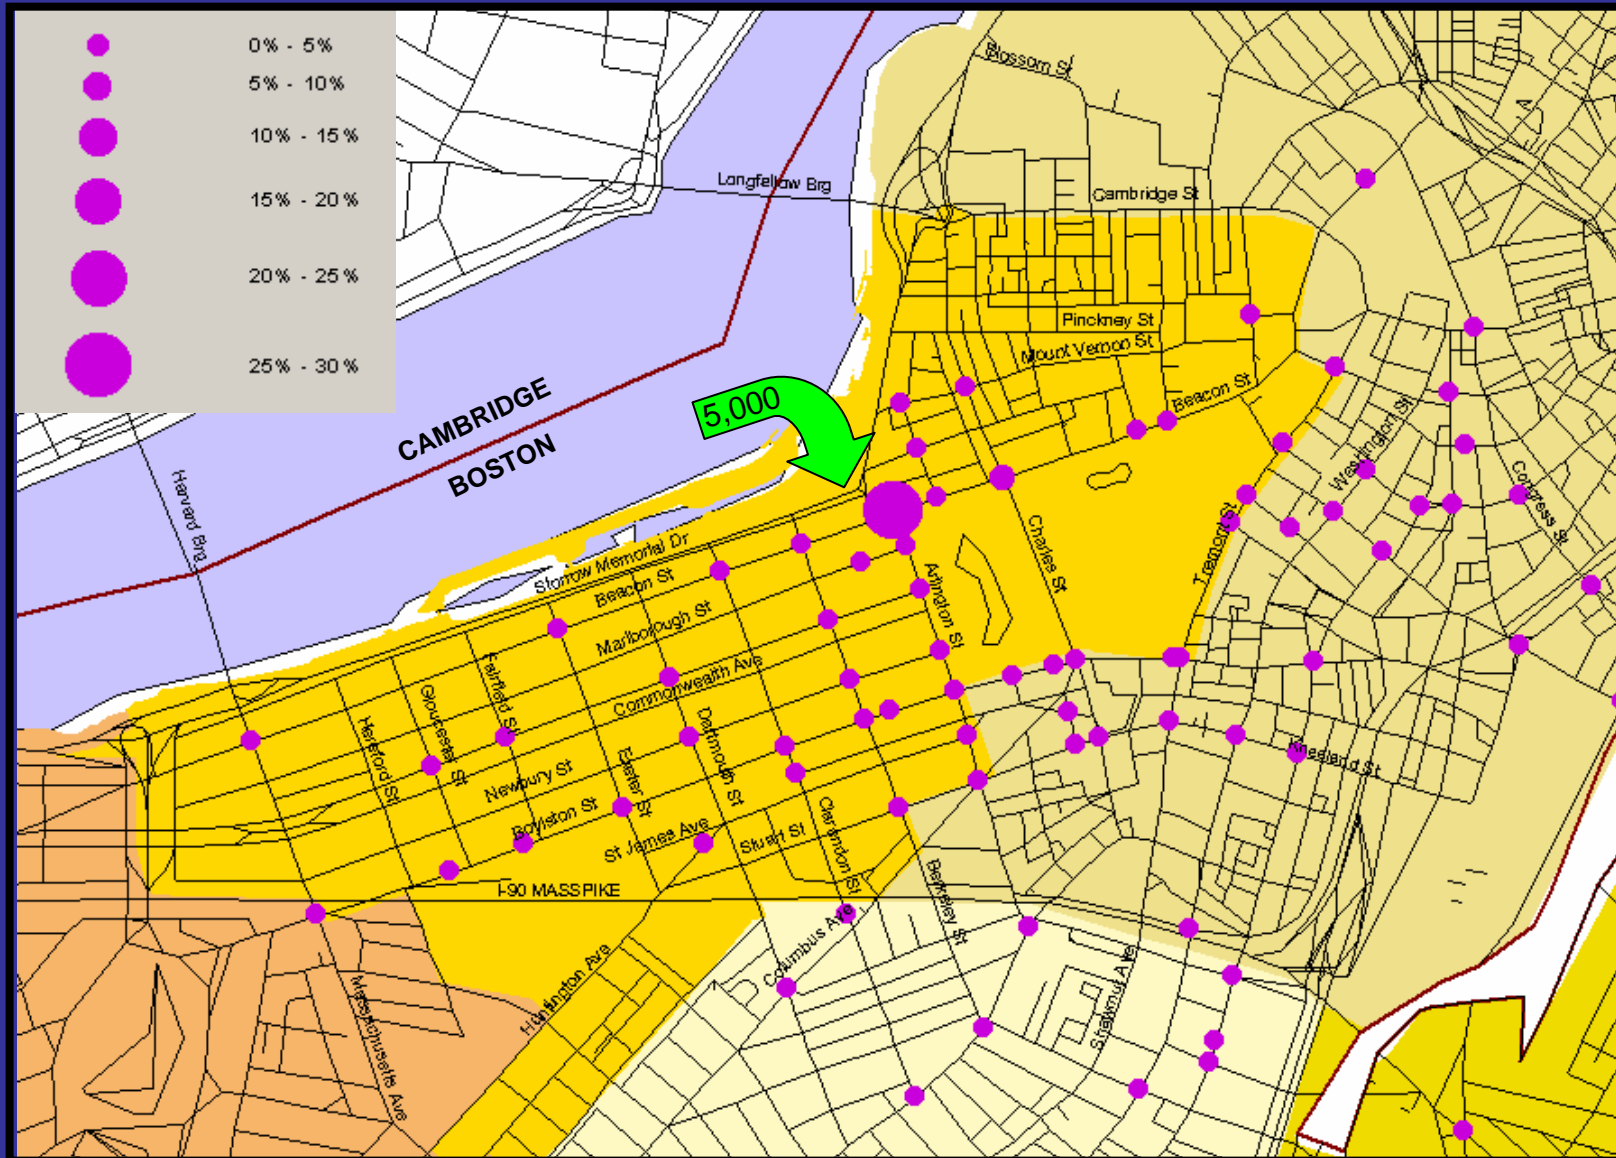 0% - 5%
5% - 10%
10% - 15%
15% - 20%
20% - 25%
25% - 30%
Blossom St
Longfellow Brg
Cambridge St
Pinckney St
Mount Vernon St
Beacon St
5,000
CAMBRIDGE
BOSTON
Washington St
Congress St
Harvard Brg
Storrow Memorial Dr
Beacon St
Marlborough St
Commonwealth Ave
Arlington St
Charles St
Tremont St
Fairfield St
Gloucester St
Hereford St
Newbury St
Boylston St
Exeter St
Dartmouth St
St James Ave
Stuart St
Clarendon St
Kneeland St
I-90 MASSPIKE
Berkeley St
Columbus Ave
Huntington Ave
Shawmut Ave
Massachusetts Ave